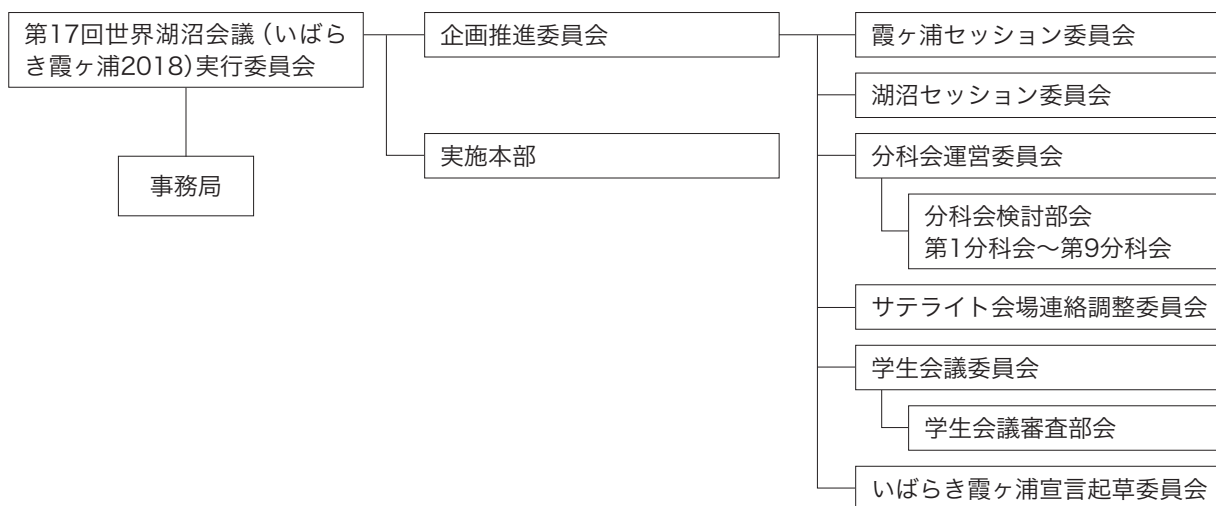 第17回世界湖沼会議（いばら
き霞ヶ浦2018）実行委員会
事務局
企画推進委員会
実施本部
霞ヶ浦セッション委員会
湖沼セッション委員会
分科会運営委員会
分科会検討部会
第1分科会～第9分科会
サテライト会場連絡調整委員会
学生会議委員会
学生会議審査部会
いばらき霞ヶ浦宣言起草委員会